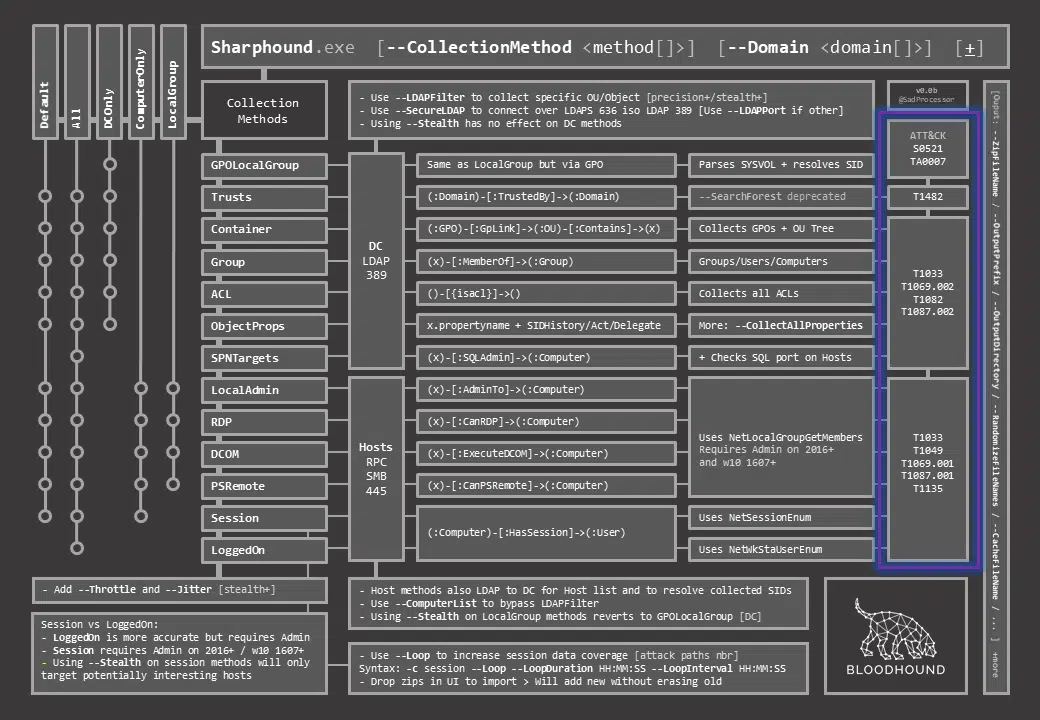 Sharphound.exe [--CollectionMethod <method[]>] [--Domain <domain[]>] [+]
Default
All
DCOnly
ComputerOnly
LocalGroup
Collection
Methods
- Use --LDAPFilter to collect specific OU/Object [precision+/stealth+]
- Use --SecureLDAP to connect over LDAPS 636 iso LDAP 389 [Use --LDAPPort if other]
- Using --Stealth has no effect on DC methods
v0.0b
@SadProcessor
GPOLocalGroup
Trusts
Container
Group
ACL
ObjectProps
SPNTargets
LocalAdmin
RDP
DCOM
PSRemote
Session
LoggedOn
DC
LDAP
389
Hosts
RPC
SMB
445
Same as LocalGroup but via GPO
(:Domain)-[:TrustedBy]->(:Domain)
(:GPO)-[:GpLink]->(:OU)-[:Contains]->(x)
(x)-[:MemberOf]->(:Group)
()-[{isacl}]->()
x.propertyname + SIDHistory/Act/Delegate
(x)-[:SQLAdmin]->(:Computer)
(x)-[:AdminTo]->(:Computer)
(x)-[:CanRDP]->(:Computer)
(x)-[:ExecuteDCOM]->(:Computer)
(x)-[:CanPSRemote]->(:Computer)
(:Computer)-[:HasSession]->(:User)
Parses SYSVOL + resolves SID
--SearchForest deprecated
Collects GPOs + OU Tree
Groups/Users/Computers
Collects all ACLs
More: --CollectAllProperties
+ Checks SQL port on Hosts
Uses NetLocalGroupGetMembers
Requires Admin on 2016+
and w10 1607+
Uses NetSessionEnum
Uses NetWkStaUserEnum
ATT&CK
S0521
TA0007
T1482
T1033
T1069.002
T1082
T1087.002
T1033
T1049
T1069.001
T1087.001
T1135
[Ouput: --ZipFileName / --OutputPrefix / --OutputDirectory / --RandomizeFileNames / --CacheFileName / ... ] +more
- Add --Throttle and --Jitter [stealth+]
Session vs LoggedOn:
- LoggedOn is more accurate but requires Admin
- Session requires Admin on 2016+ / w10 1607+
- Using --Stealth on session methods will only
target potentially interesting hosts
- Host methods also LDAP to DC for Host list and to resolve collected SIDs
- Use --ComputerList to bypass LDAPFilter
- Using --Stealth on LocalGroup methods reverts to GPOLocalGroup [DC]
- Use --Loop to increase session data coverage [attack paths nbr]
Syntax: -c session --Loop --LoopDuration HH:MM:SS --LoopInterval HH:MM:SS
- Drop zips in UI to import > Will add new without erasing old
BLOODHOUND